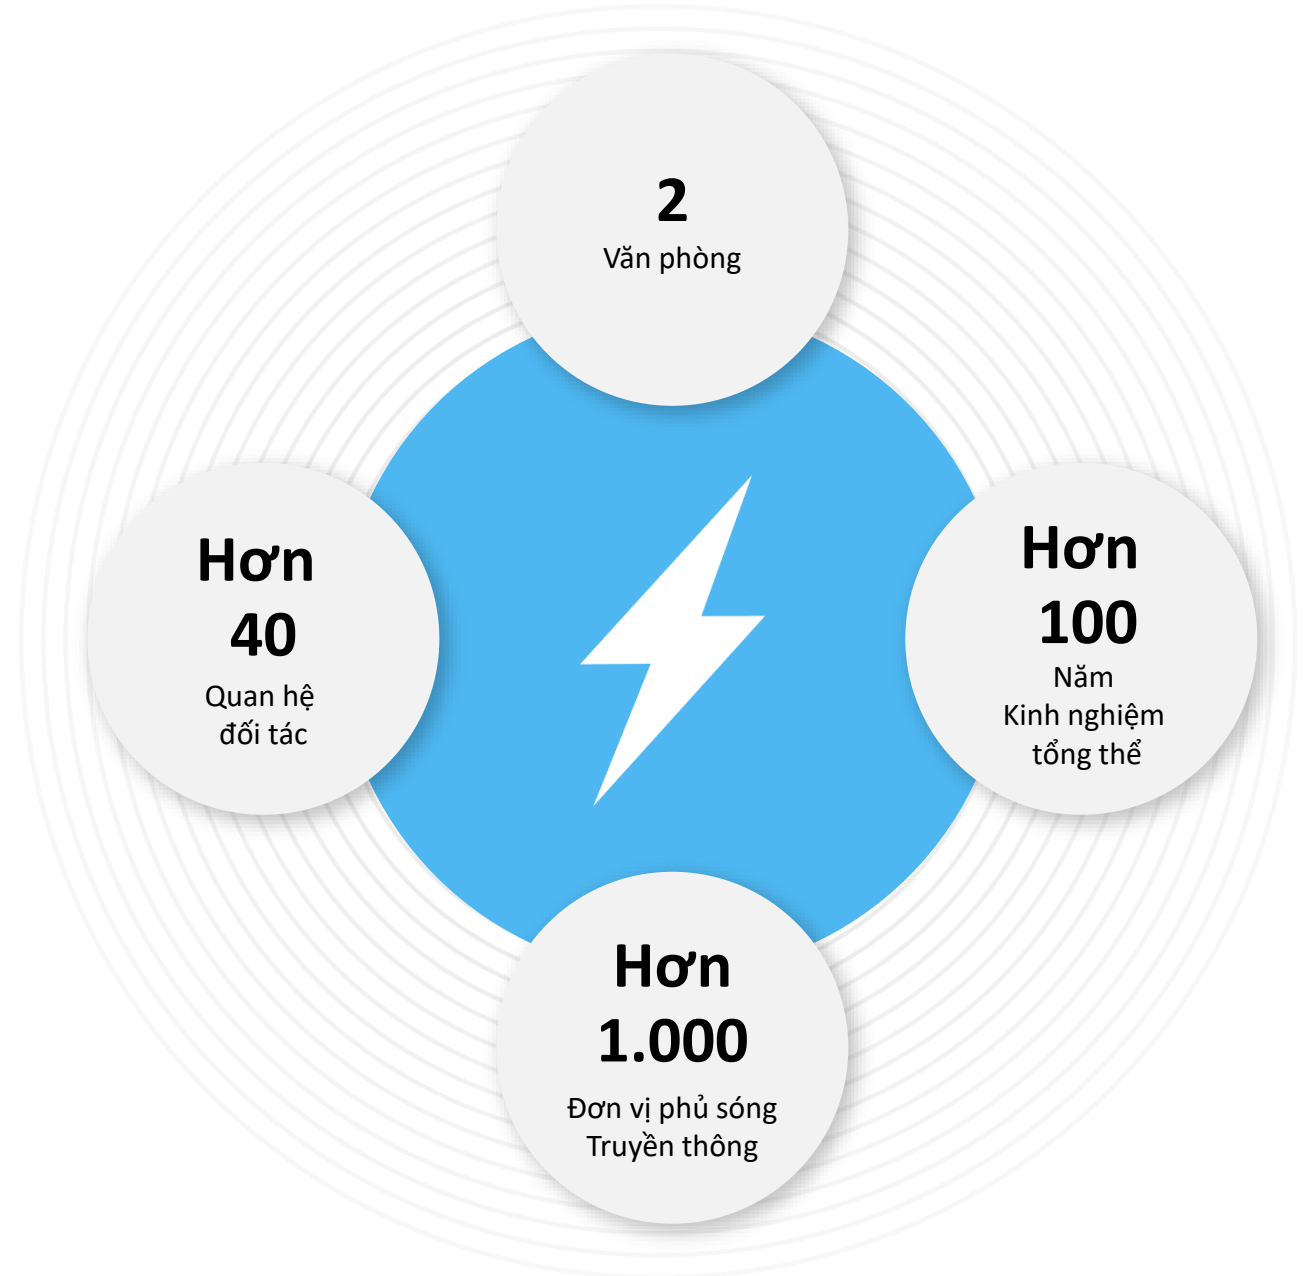 2
Văn phòng
Hơn
40
Quan hệ
đối tác
Hơn
100
Năm
Kinh nghiệm
tổng thể
Hơn
1.000
Đơn vị phủ sóng
Truyền thông